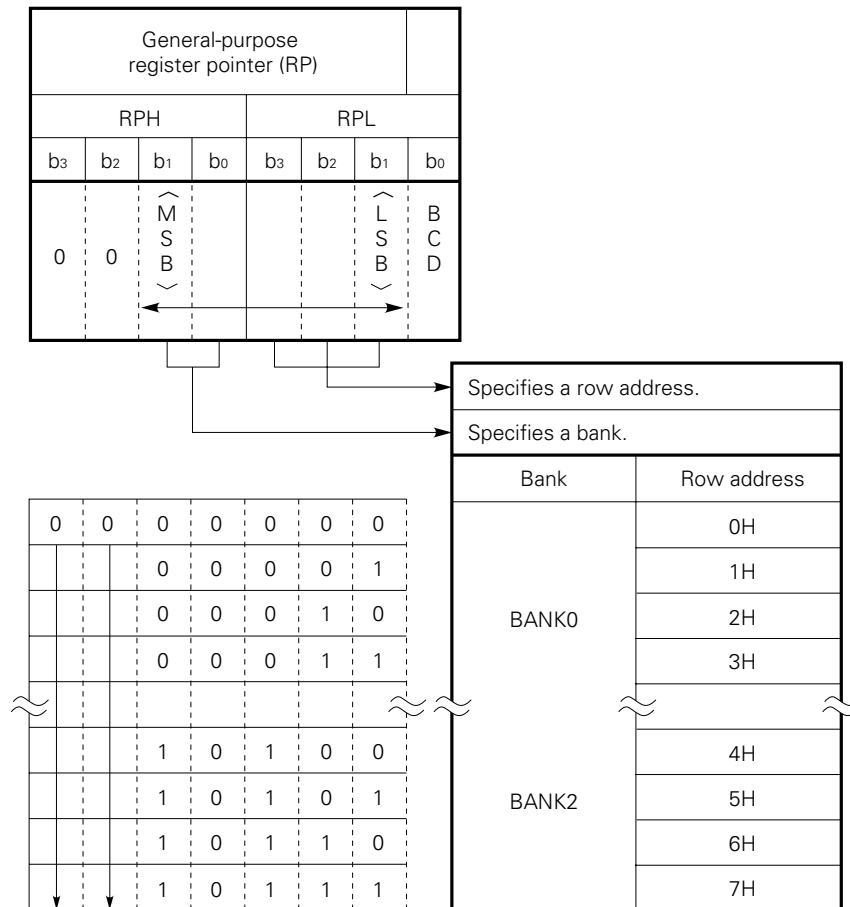 General-purpose
register pointer (RP)
RPH RPL
b3 b2 b1 b0 b3 b2 b1 b0
0 0 〈MSB〉 〈LSB〉 BCD
Specifies a row address.
Specifies a bank.
Bank Row address
0 0 0 0 0 0 0 0H
0 0 0 0 1 1H
0 0 0 1 0 BANK0 2H
0 0 0 1 1 3H
1 0 1 0 0 4H
1 0 1 0 1 BANK2 5H
1 0 1 1 0 6H
1 0 1 1 1 7H